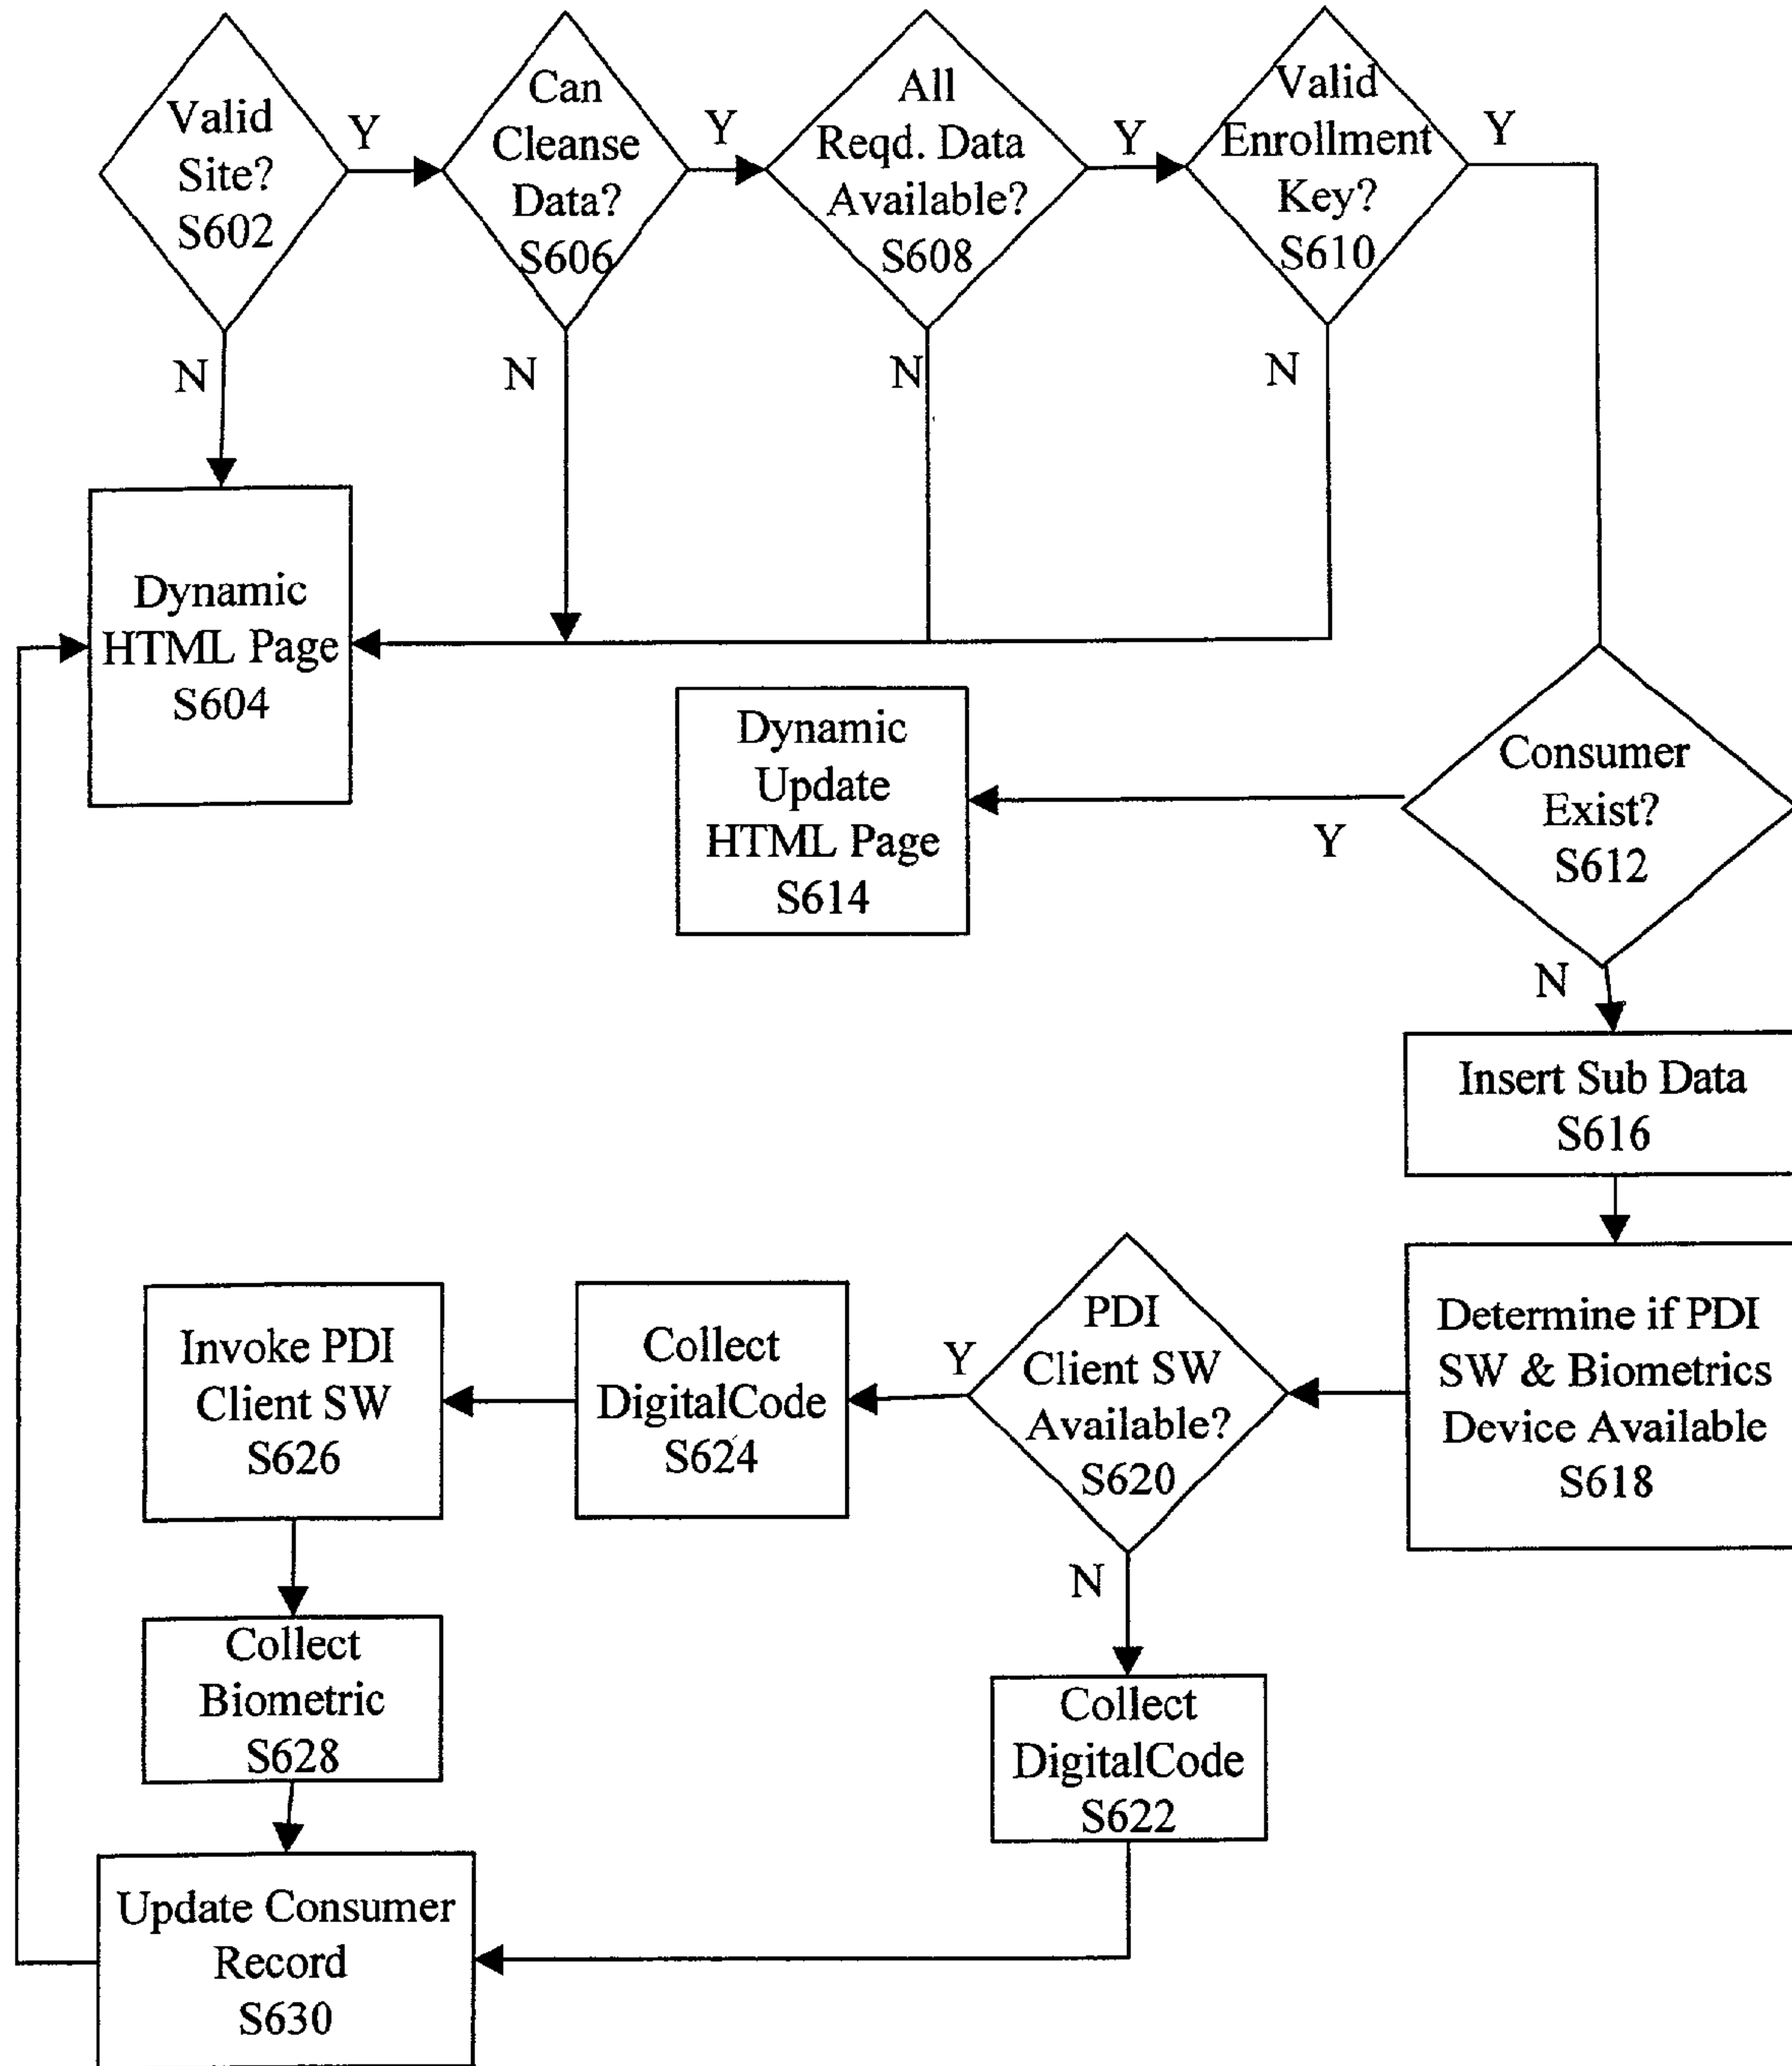 Valid
Site?
S602
Y
N
Can
Cleanse
Data?
S606
Y
N
All
Reqd. Data
Available?
S608
Y
N
Valid
Enrollment
Key?
S610
Y
N
Dynamic
HTML Page
S604
Dynamic
Update
HTML Page
S614
Consumer
Exist?
S612
Y
N
Insert Sub Data
S616
Determine if PDI
SW & Biometrics
Device Available
S618
PDI
Client SW
Available?
S620
Y
N
Collect
DigitalCode
S624
Invoke PDI
Client SW
S626
Collect
Biometric
S628
Collect
DigitalCode
S622
Update Consumer
Record
S630